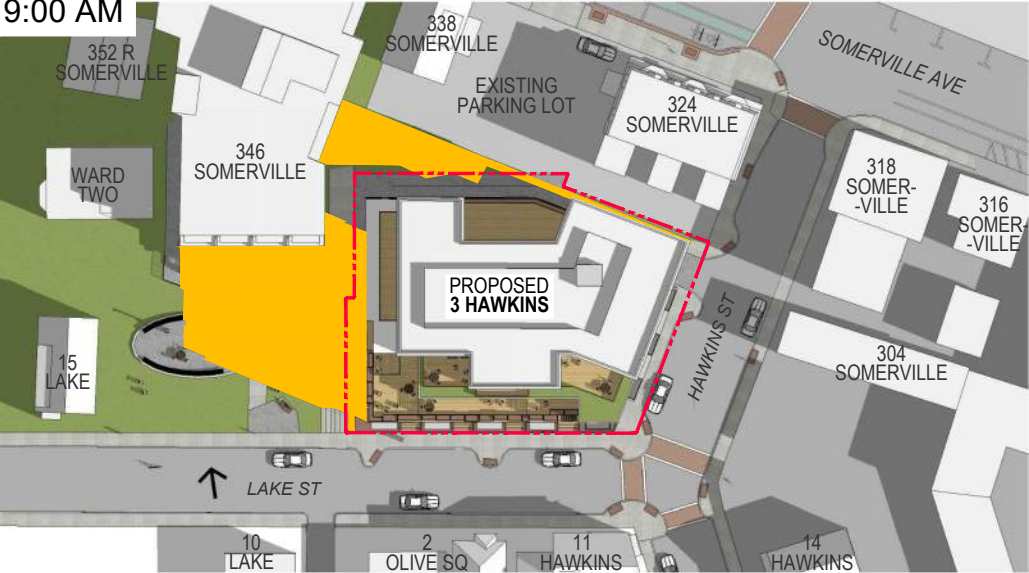 9:00 AM
352 R
SOMERVILLE
338
SOMERVILLE
EXISTING
PARKING LOT
SOMERVILLE AVE
324
SOMERVILLE
346
SOMERVILLE
WARD
TWO
318
SOMER-
-VILLE
316
SOMER-
-VILLE
PROPOSED
3 HAWKINS
HAWKINS ST
15
LAKE
304
SOMERVILLE
LAKE ST
10
LAKE
2
OLIVE SQ
11
HAWKINS
14
HAWKINS